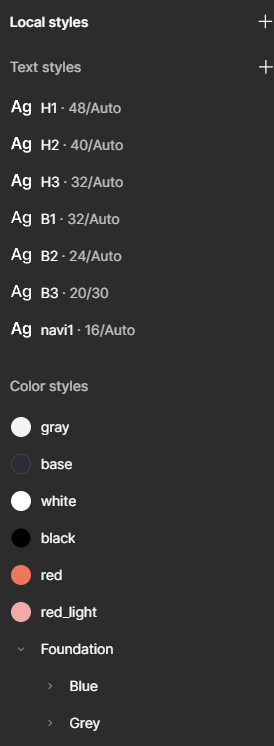 Local styles
Text styles
Ag H1 · 48/Auto
Ag H2 · 40/Auto
Ag H3 · 32/Auto
Ag B1 · 32/Auto
Ag B2 · 24/Auto
Ag B3 · 20/30
Ag navi1 · 16/Auto
Color styles
gray
base
white
black
red
red_light
Foundation
Blue
Grey